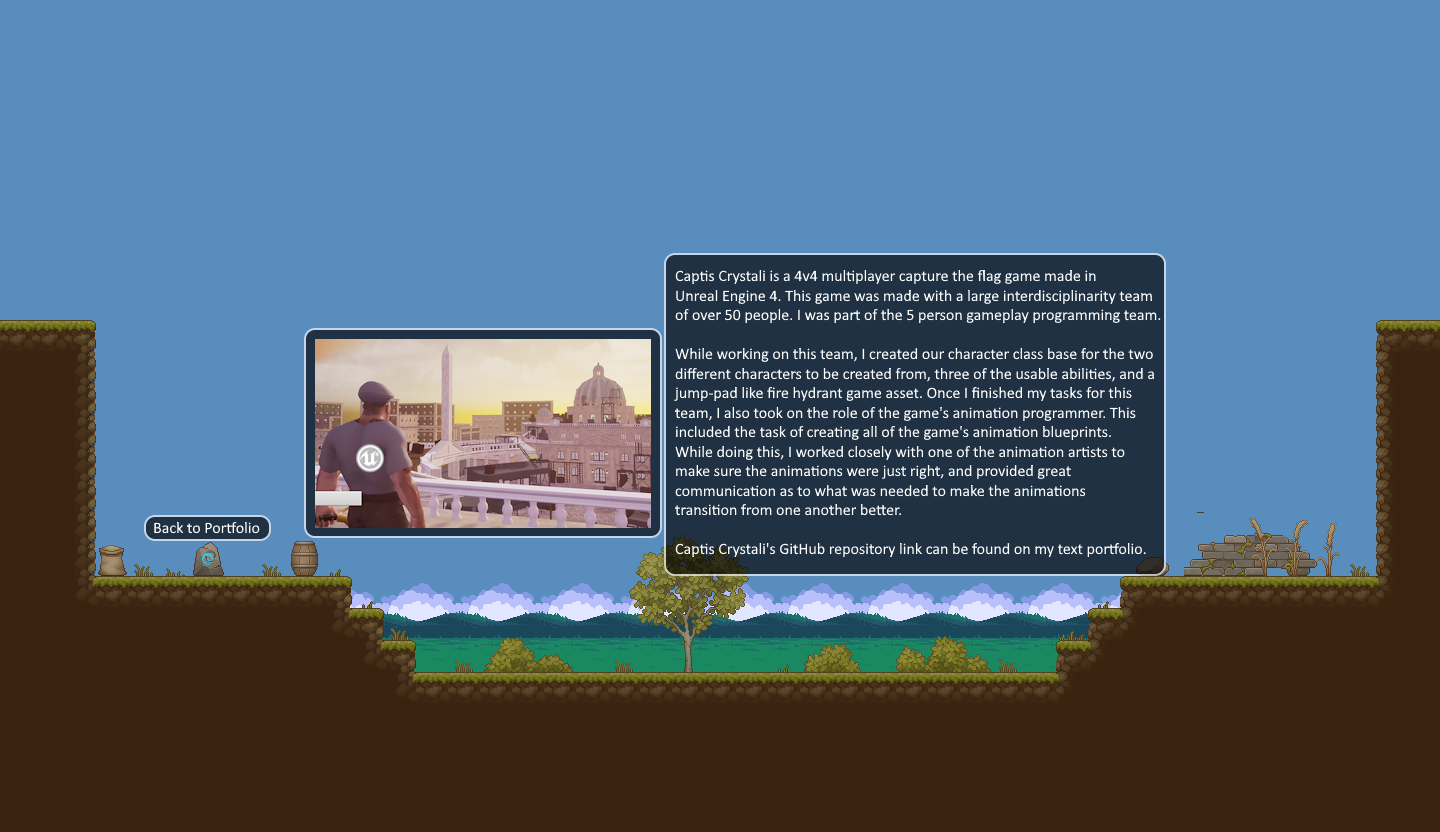 Captis Crystali is a 4v4 multiplayer capture the flag game made in
Unreal Engine 4. This game was made with a large interdisciplinarity team
of over 50 people. I was part of the 5 person gameplay programming team.
While working on this team, I created our character class base for the two
different characters to be created from, three of the usable abilities, and a
jump-pad like fire hydrant game asset. Once I finished my tasks for this
team, I also took on the role of the game's animation programmer. This
included the task of creating all of the game's animation blueprints.
While doing this, I worked closely with one of the animation artists to
make sure the animations were just right, and provided great
communication as to what was needed to make the animations
transition from one another better.
Captis Crystali's GitHub repository link can be found on my text portfolio.
Back to Portfolio